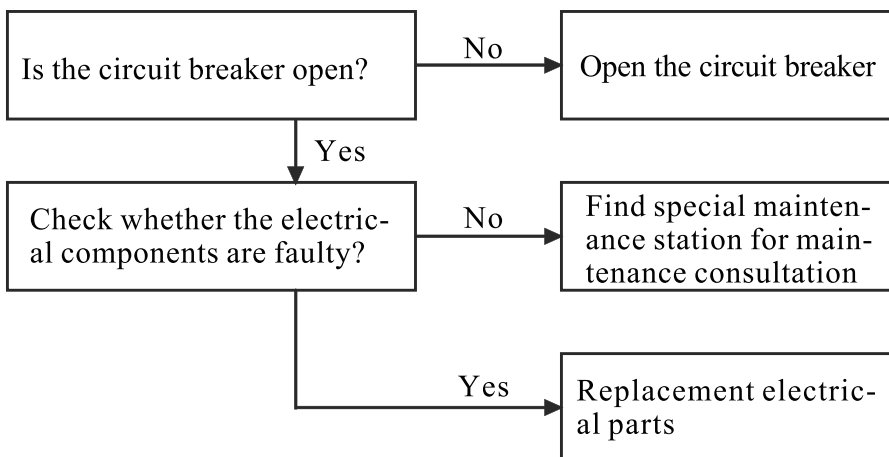 Is the circuit breaker open?
No
Open the circuit breaker
Yes
Check whether the electric-
al components are faulty?
No
Find special mainten-
ance station for main-
tenance consultation
Yes
Replacement electric-
al parts